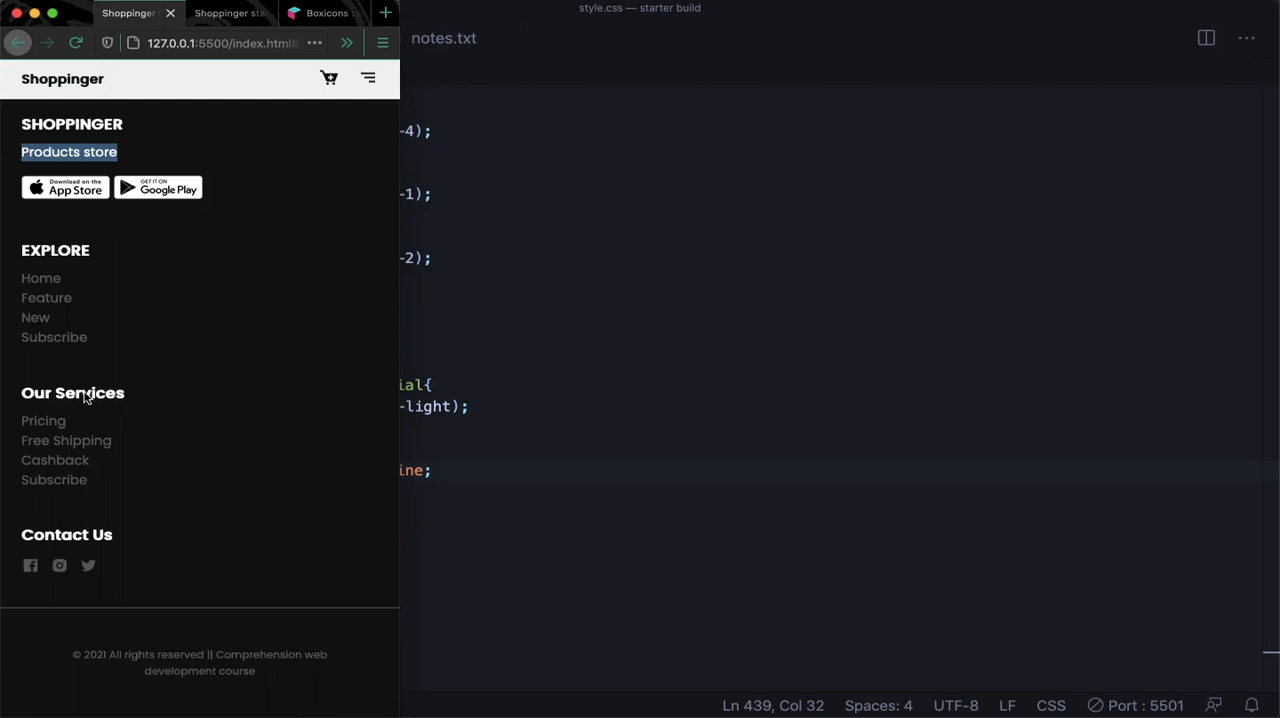 style.css — starter build
Shoppinger
Shoppinger sta
Boxicons :
notes.txt
127.0.0.1:5500/index.html#
Shoppinger
SHOPPINGER
Products store
Download on the
App Store
GET IT ON
Google Play
EXPLORE
Home
Feature
New
Subscribe
Our Services
Pricing
Free Shipping
Cashback
Subscribe
Contact Us
© 2021 All rights reserved || Comprehension web
development course
-4);
-1);
-2);
ial{
-light);
ine;
Ln 439, Col 32
Spaces: 4
UTF-8
LF
CSS
Port : 5501